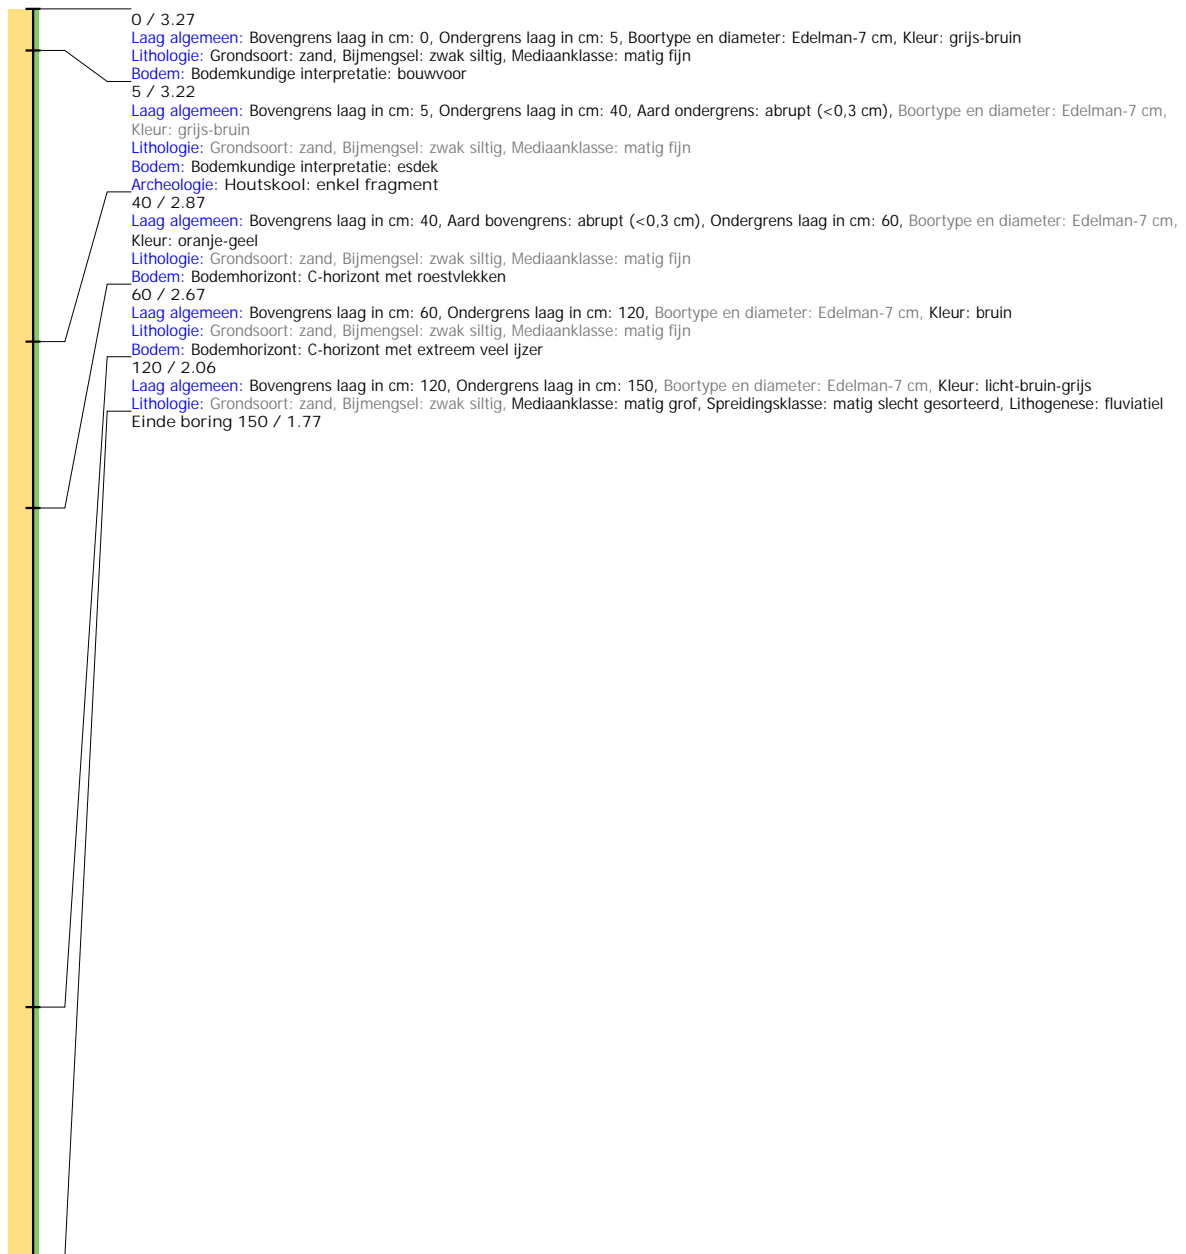 0 / 3.27
Laag algemeen: Bovengrens laag in cm: 0, Ondergrens laag in cm: 5, Boortype en diameter: Edelman-7 cm, Kleur: grijs-bruin
Lithologie: Grondsoort: zand, Bijmengsel: zwak siltig, Mediaanklasse: matig fijn
Bodem: Bodemkundige interpretatie: bouwvoor
5 / 3.22
Laag algemeen: Bovengrens laag in cm: 5, Ondergrens laag in cm: 40, Aard ondergrens: abrupt (<0,3 cm), Boortype en diameter: Edelman-7 cm,
Kleur: grijs-bruin
Lithologie: Grondsoort: zand, Bijmengsel: zwak siltig, Mediaanklasse: matig fijn
Bodem: Bodemkundige interpretatie: esdek
Archeologie: Houtskool: enkel fragment
40 / 2.87
Laag algemeen: Bovengrens laag in cm: 40, Aard bovengrens: abrupt (<0,3 cm), Ondergrens laag in cm: 60, Boortype en diameter: Edelman-7 cm,
Kleur: oranje-geel
Lithologie: Grondsoort: zand, Bijmengsel: zwak siltig, Mediaanklasse: matig fijn
Bodem: Bodemhorizont: C-horizont met roestvlekken
60 / 2.67
Laag algemeen: Bovengrens laag in cm: 60, Ondergrens laag in cm: 120, Boortype en diameter: Edelman-7 cm, Kleur: bruin
Lithologie: Grondsoort: zand, Bijmengsel: zwak siltig, Mediaanklasse: matig fijn
Bodem: Bodemhorizont: C-horizont met extreem veel ijzer
120 / 2.06
Laag algemeen: Bovengrens laag in cm: 120, Ondergrens laag in cm: 150, Boortype en diameter: Edelman-7 cm, Kleur: licht-bruin-grijs
Lithologie: Grondsoort: zand, Bijmengsel: zwak siltig, Mediaanklasse: matig grof, Spreidingsklasse: matig slecht gesorteerd, Lithogenese: fluviatiel
Einde boring 150 / 1.77